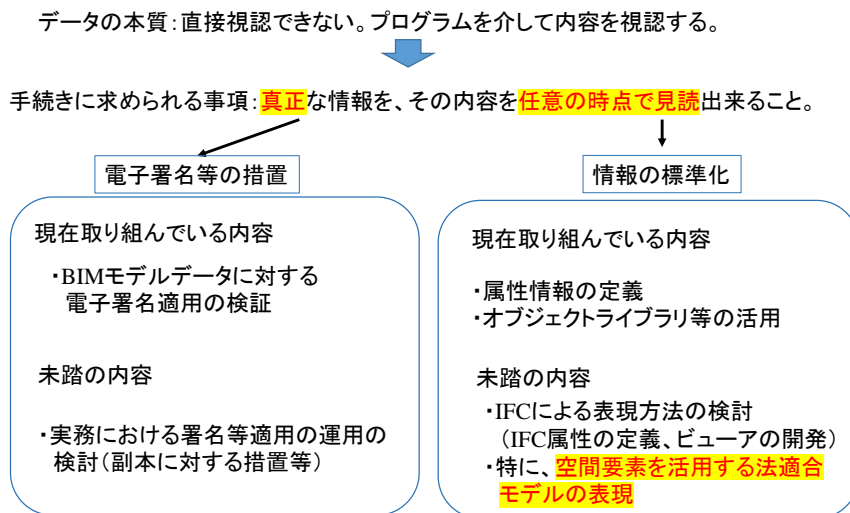 データの本質：直接視認できない。プログラムを介して内容を視認する。
手続きに求められる事項：真正な情報を、その内容を任意の時点で見読出来ること。
電子署名等の措置
現在取り組んでいる内容
・BIMモデルデータに対する
電子署名適用の検証
未踏の内容
・実務における署名等適用の運用の
検討（副本に対する措置等）
情報の標準化
現在取り組んでいる内容
・属性情報の定義
・オブジェクトライブラリ等の活用
未踏の内容
・IFCによる表現方法の検討
（IFC属性の定義、ビューアの開発）
・特に、空間要素を活用する法適合
モデルの表現